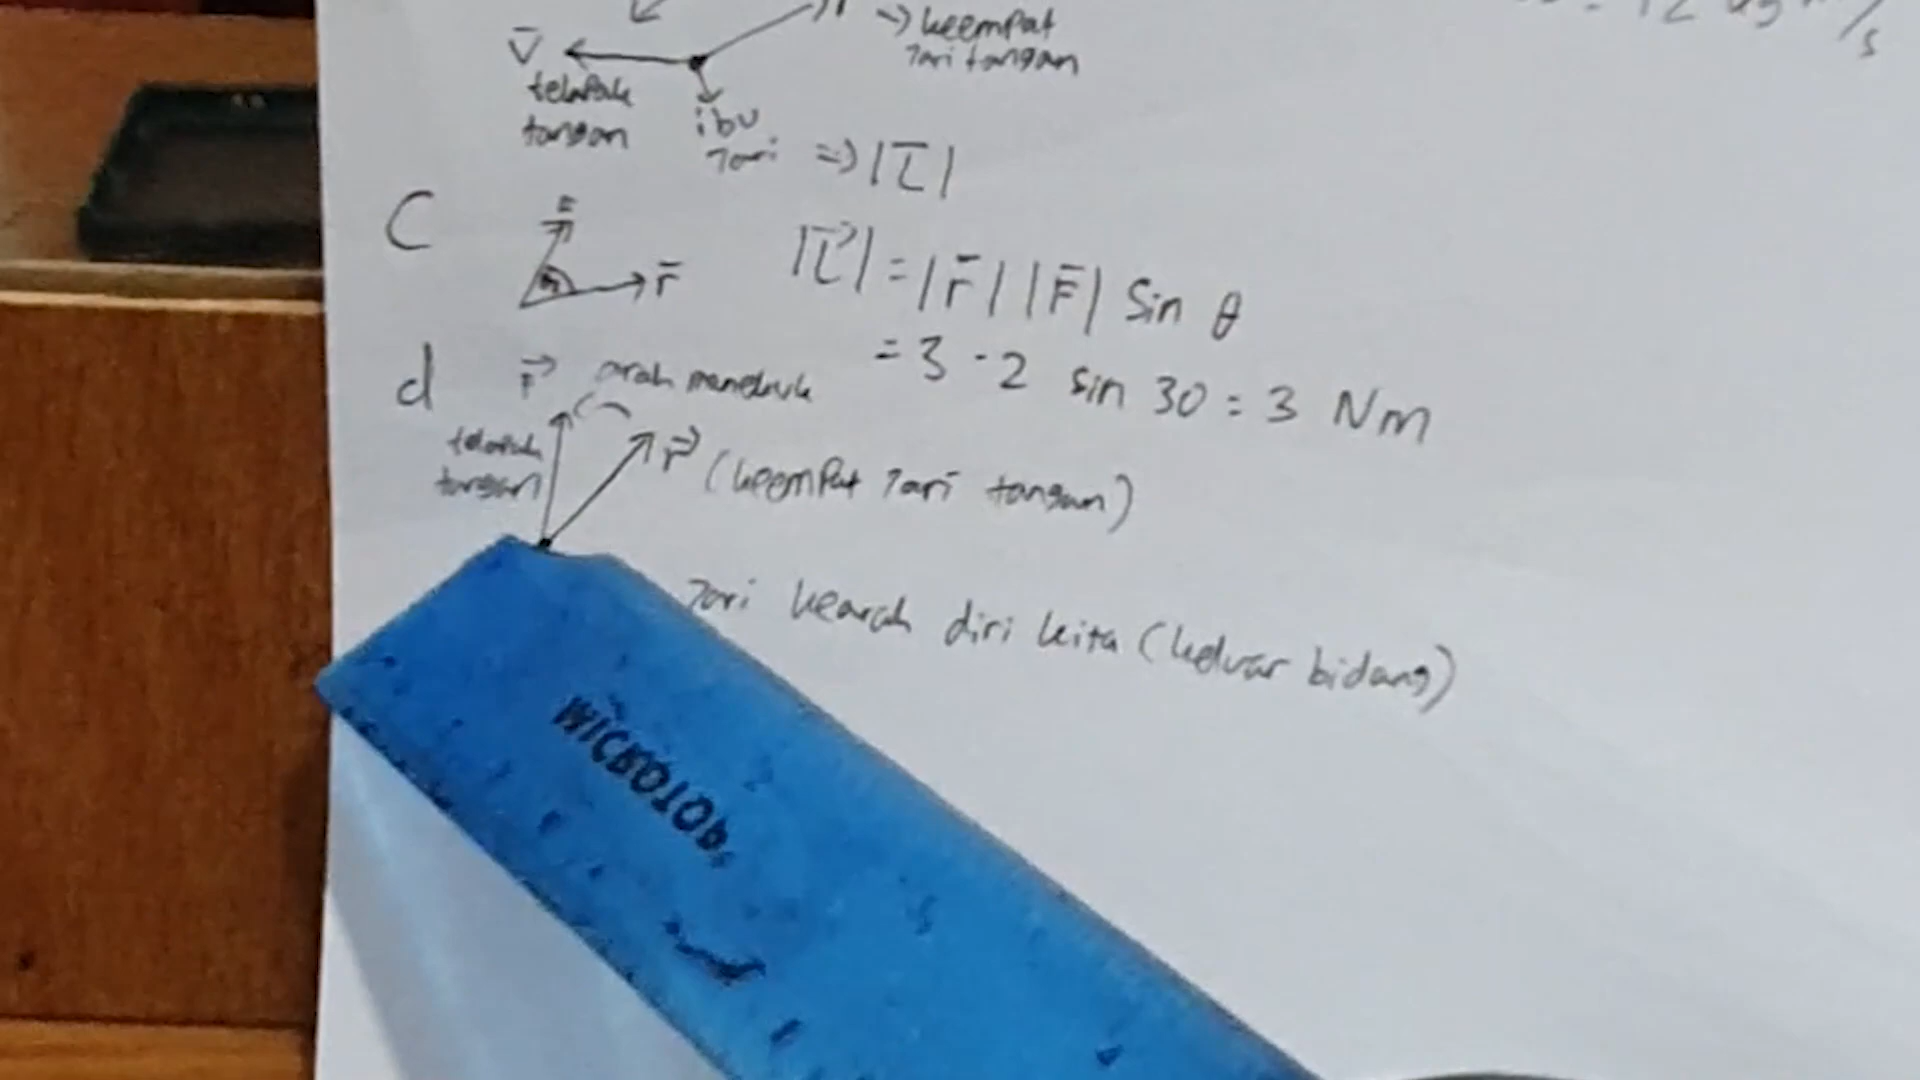 → keempat
jari tangan
V
telapak
tangan
ibu
jari ⇒ |τ|
C
F
r
|τ| = |r| |F| sin θ
= 3 · 2 sin 30 = 3 Nm
d
F arah menekuk
telapak
tangan
r (keempat jari tangan)
jari kearah diri kita (keluar bidang)
MICROTOP